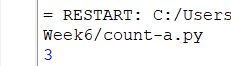 = RESTART: C:/Users
Week6/count-a.py
3